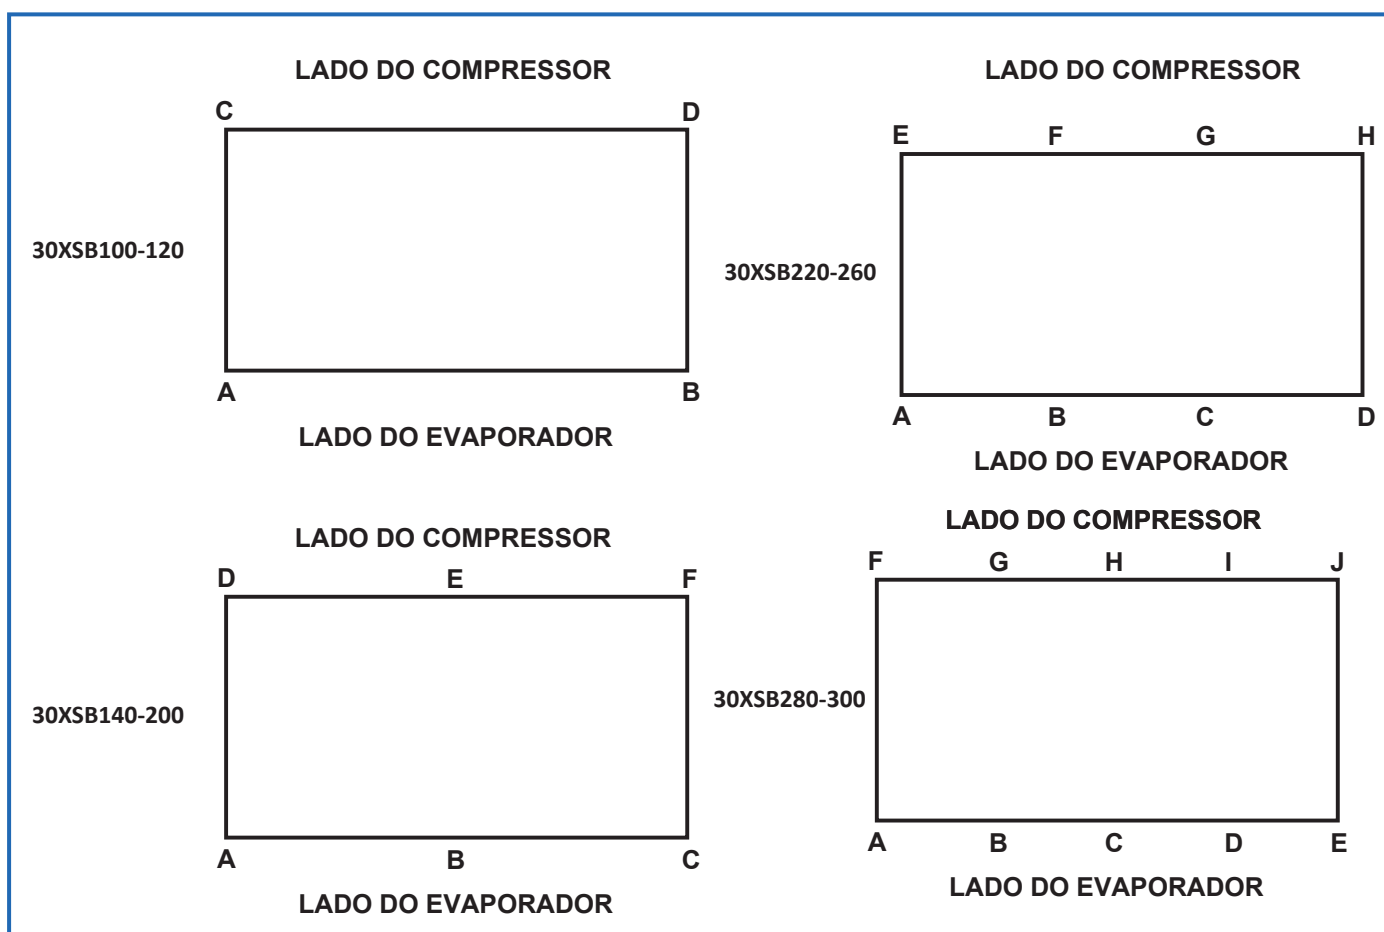 LADO DO COMPRESSOR
C D
30XSB100-120
A B
LADO DO EVAPORADOR
LADO DO COMPRESSOR
E F G H
30XSB220-260
A B C D
LADO DO EVAPORADOR
LADO DO COMPRESSOR
D E F
30XSB140-200
A B C
LADO DO EVAPORADOR
LADO DO COMPRESSOR
F G H I J
30XSB280-300
A B C D E
LADO DO EVAPORADOR